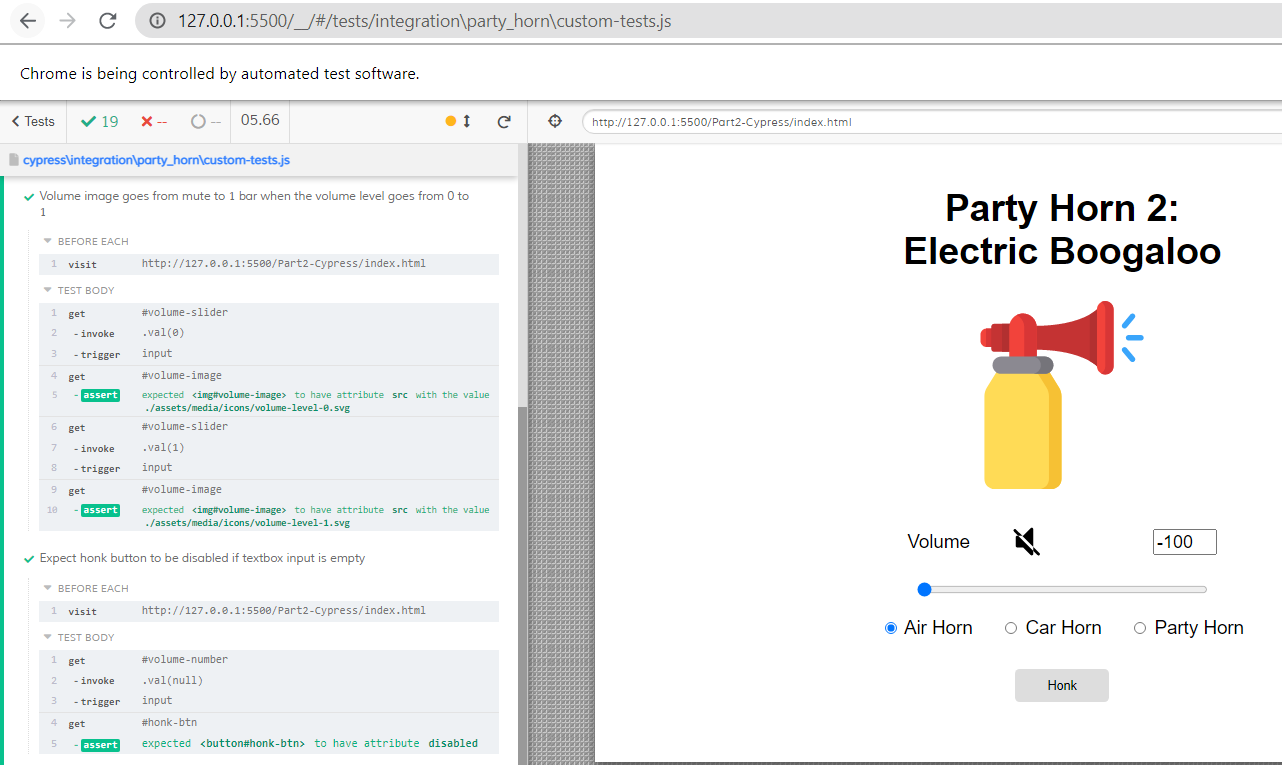 127.0.0.1:5500/__/#/tests/integration\party_horn\custom-tests.js
Chrome is being controlled by automated test software.
Tests 19 -- -- 05.66
http://127.0.0.1:5500/Part2-Cypress/index.html
cypress\integration\party_horn\custom-tests.js
Volume image goes from mute to 1 bar when the volume level goes from 0 to
1
BEFORE EACH
1 visit http://127.0.0.1:5500/Part2-Cypress/index.html
TEST BODY
1 get #volume-slider
2 -invoke .val(0)
3 -trigger input
4 get #volume-image
5 -assert expected <img#volume-image> to have attribute src with the value
./assets/media/icons/volume-level-0.svg
6 get #volume-slider
7 -invoke .val(1)
8 -trigger input
9 get #volume-image
10 -assert expected <img#volume-image> to have attribute src with the value
./assets/media/icons/volume-level-1.svg
Expect honk button to be disabled if textbox input is empty
BEFORE EACH
1 visit http://127.0.0.1:5500/Part2-Cypress/index.html
TEST BODY
1 get #volume-number
2 -invoke .val(null)
3 -trigger input
4 get #honk-btn
5 -assert expected <button#honk-btn> to have attribute disabled
Party Horn 2:
Electric Boogaloo
Volume -100
Air Horn Car Horn Party Horn
Honk